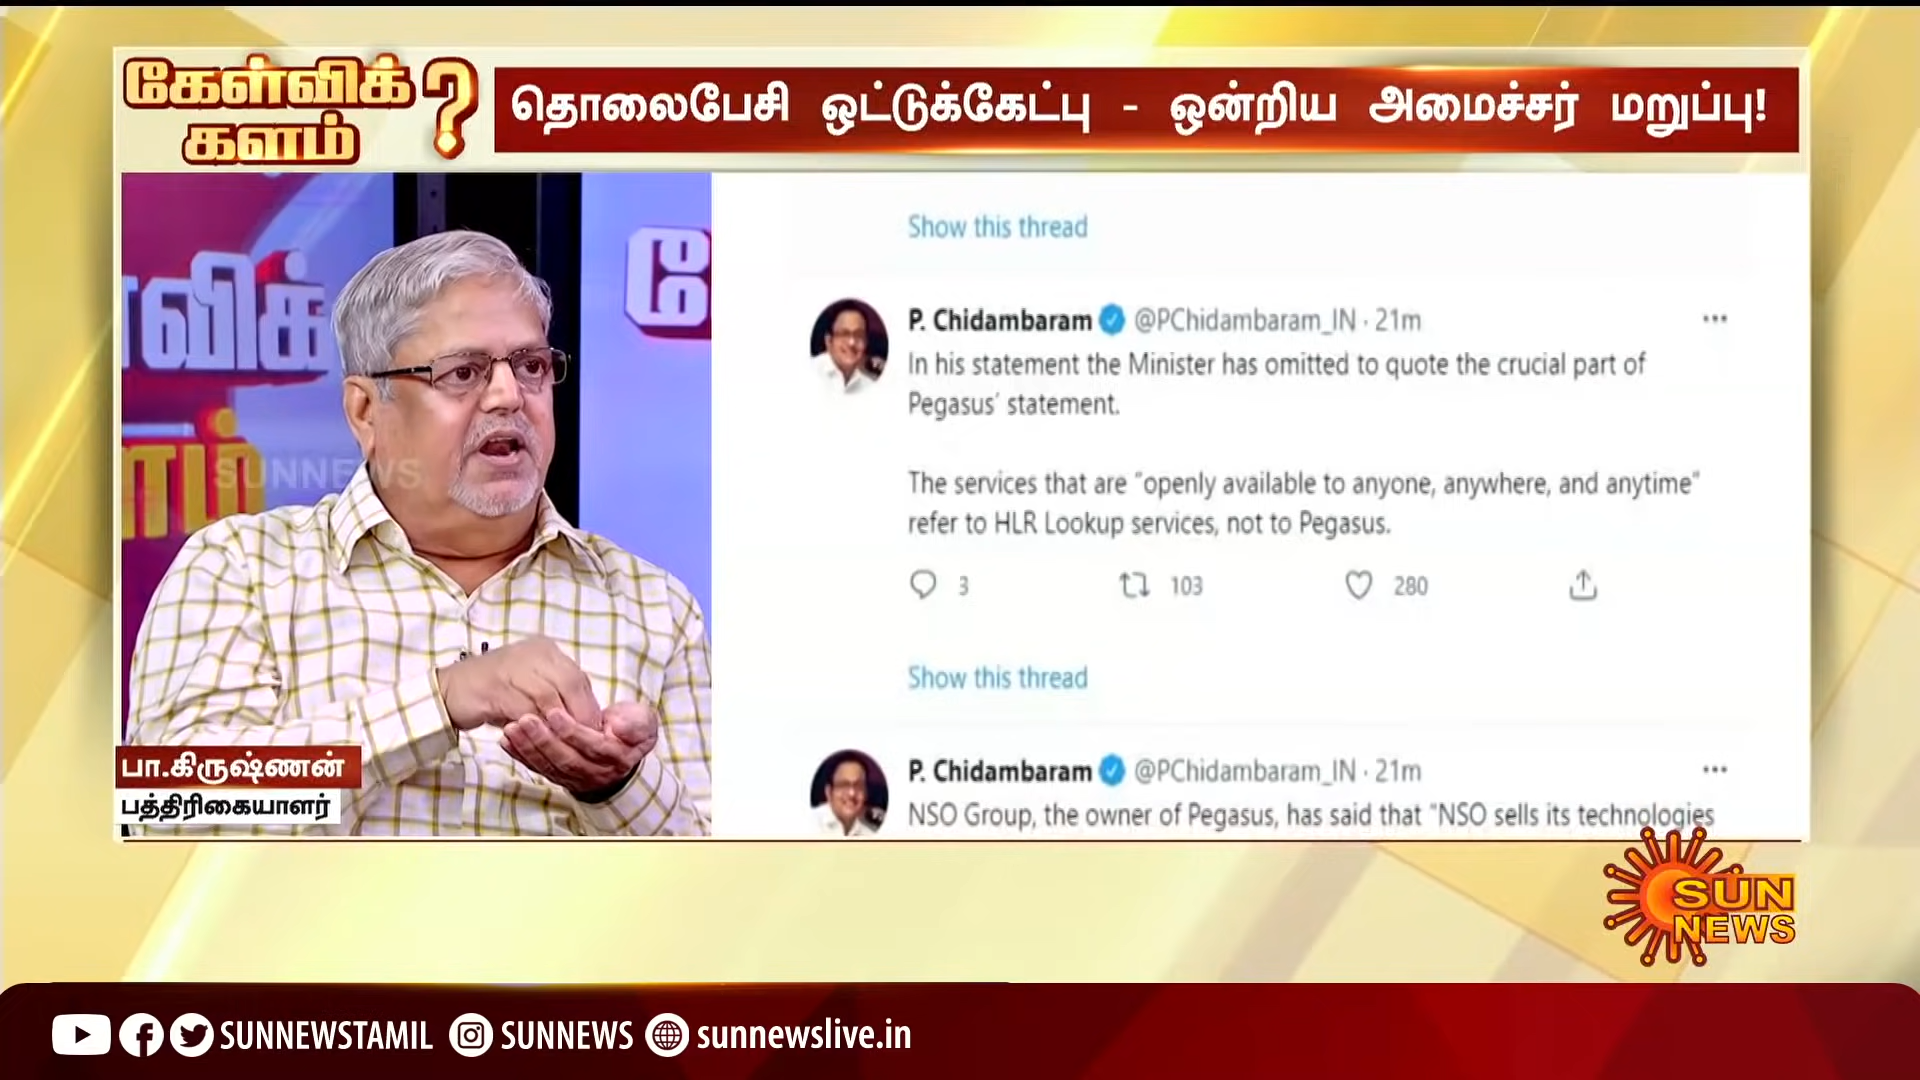 கேள்விக்
களம் ?
தொலைபேசி ஒட்டுக்கேட்பு - ஒன்றிய அமைச்சர் மறுப்பு!
Show this thread
P. Chidambaram @PChidambaram_IN · 21m
In his statement the Minister has omitted to quote the crucial part of
Pegasus' statement.
The services that are "openly available to anyone, anywhere, and anytime"
refer to HLR Lookup services, not to Pegasus.
3 103 280
Show this thread
P. Chidambaram @PChidambaram_IN · 21m
NSO Group, the owner of Pegasus, has said that "NSO sells its technologies
SUNNEWS
பா.கிருஷ்ணன்
பத்திரிகையாளர்
SUN
NEWS
SUNNEWSTAMIL SUNNEWS sunnewslive.in